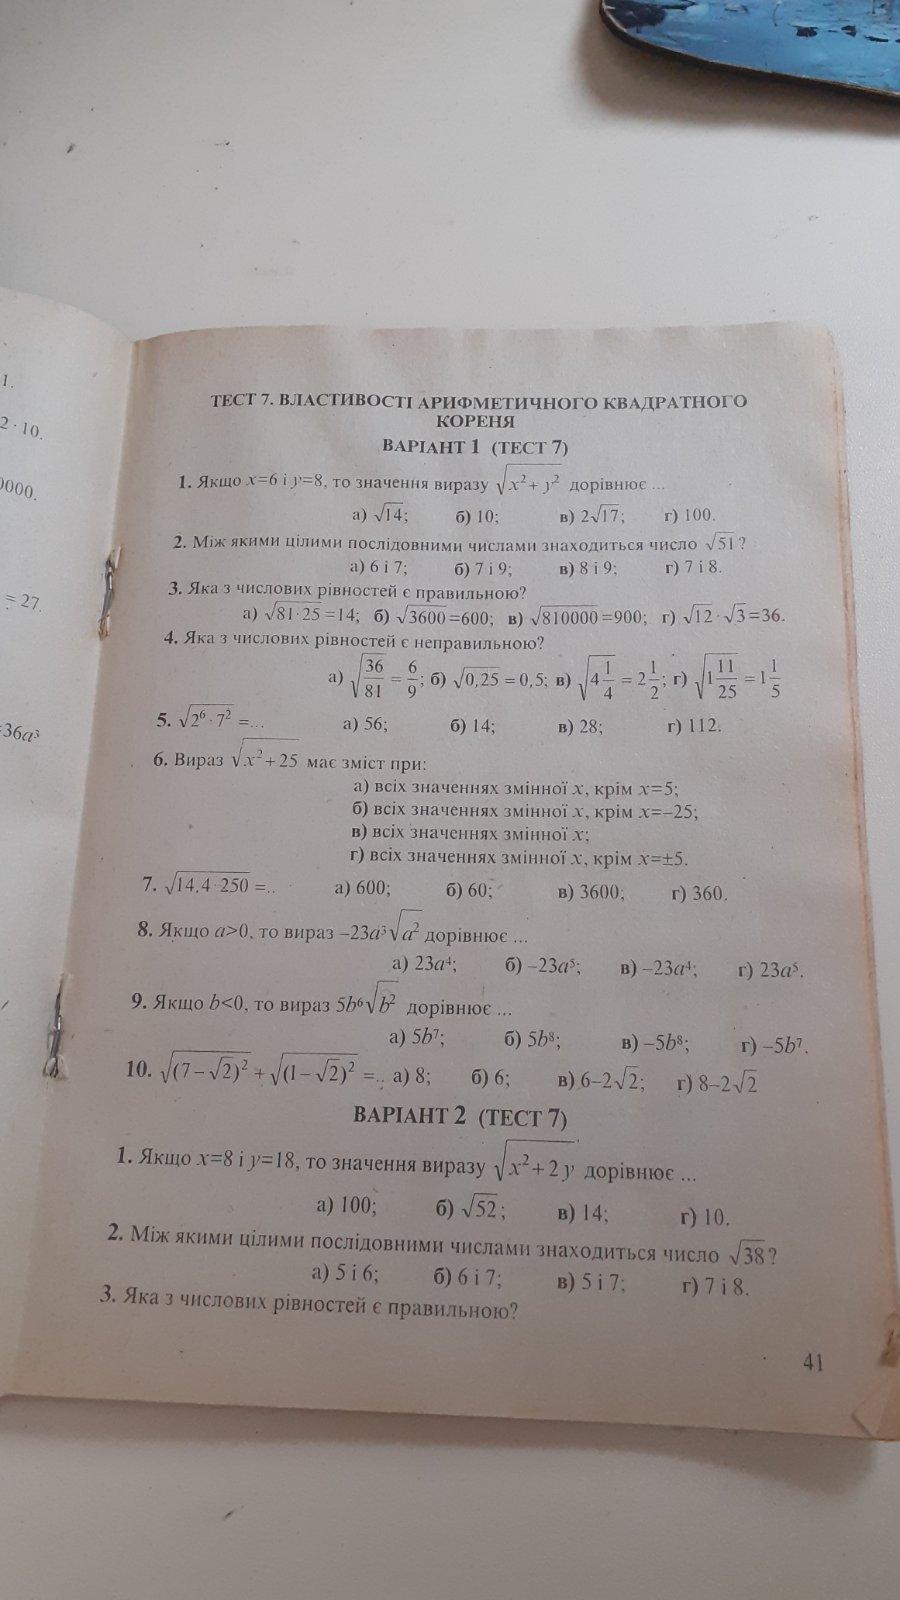 1.
2·10.
0000.
=27.
=36a³
ТЕСТ 7. ВЛАСТИВОСТІ АРИФМЕТИЧНОГО КВАДРАТНОГО
КОРЕНЯ
ВАРІАНТ 1 (ТЕСТ 7)
1. Якщо x=6 і y=8, то значення виразу √(x²+y²) дорівнює ...
а) √14; б) 10; в) 2√17; г) 100.
2. Між якими цілими послідовними числами знаходиться число √51?
а) 6 і 7; б) 7 і 9; в) 8 і 9; г) 7 і 8.
3. Яка з числових рівностей є правильною?
а) √(81·25)=14; б) √3600=600; в) √810000=900; г) √12·√3=36.
4. Яка з числових рівностей є неправильною?
а) √(36/81) = 6/9; б) √0,25 = 0,5; в) √(4 1/4) = 2 1/2; г) √(1 11/25) = 1 1/5
5. √(2⁶·7²) =... а) 56; б) 14; в) 28; г) 112.
6. Вираз √(x²+25) має зміст при:
а) всіх значеннях змінної x, крім x=5;
б) всіх значеннях змінної x, крім x=–25;
в) всіх значеннях змінної x;
г) всіх значеннях змінної x, крім x=±5.
7. √(14,4·250) =.. а) 600; б) 60; в) 3600; г) 360.
8. Якщо a>0, то вираз –23a³√(a²) дорівнює ...
а) 23a⁴; б) –23a⁵; в) –23a⁴; г) 23a⁵.
9. Якщо b<0, то вираз 5b⁶√(b²) дорівнює ...
а) 5b⁷; б) 5b⁸; в) –5b⁸; г) –5b⁷.
10. √((7–√2)²) + √((1–√2)²) =.. а) 8; б) 6; в) 6–2√2; г) 8–2√2
ВАРІАНТ 2 (ТЕСТ 7)
1. Якщо x=8 і y=18, то значення виразу √(x²+2y) дорівнює ...
а) 100; б) √52; в) 14; г) 10.
2. Між якими цілими послідовними числами знаходиться число √38?
а) 5 і 6; б) 6 і 7; в) 5 і 7; г) 7 і 8.
3. Яка з числових рівностей є правильною?
41